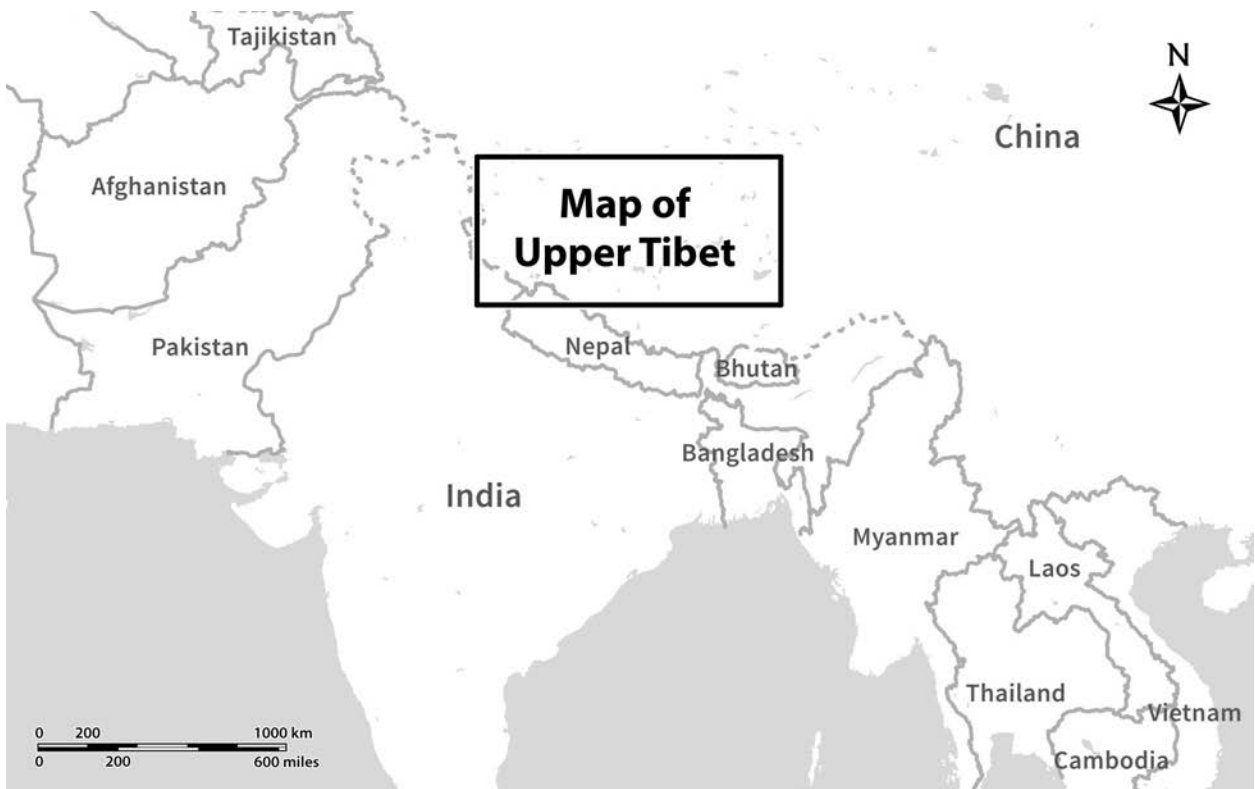 Tajikistan
N
China
Afghanistan
Map of
Upper Tibet
Pakistan
Nepal
Bhutan
Bangladesh
India
Myanmar
Laos
Thailand
Vietnam
Cambodia
0 200 1000 km
0 200 600 miles